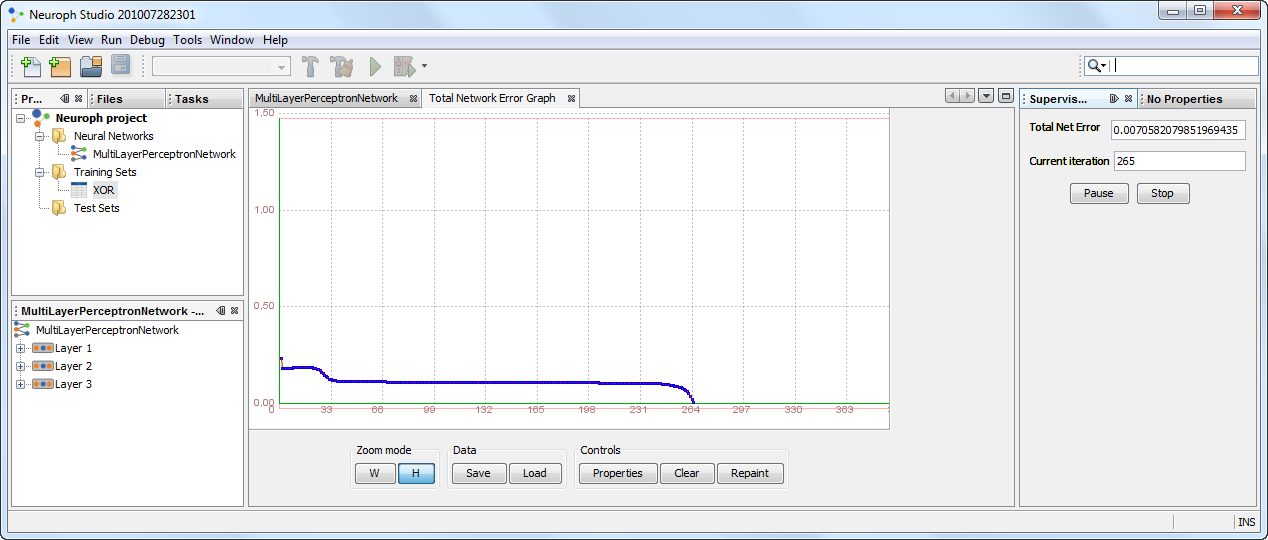 Neuroph Studio 201007282301
File Edit View Run Debug Tools Window Help
Pr... Files Tasks
Neuroph project
Neural Networks
MultiLayerPerceptronNetwork
Training Sets
XOR
Test Sets
MultiLayerPerceptronNetwork -...
MultiLayerPerceptronNetwork
Layer 1
Layer 2
Layer 3
MultiLayerPerceptronNetwork Total Network Error Graph
1,50
1,00
0,50
0,00
0 33 66 99 132 165 198 231 264 297 330 363
Zoom mode Data Controls
W H Save Load Properties Clear Repaint
Supervis... No Properties
Total Net Error 0.0070582079851969435
Current iteration 265
Pause Stop
INS